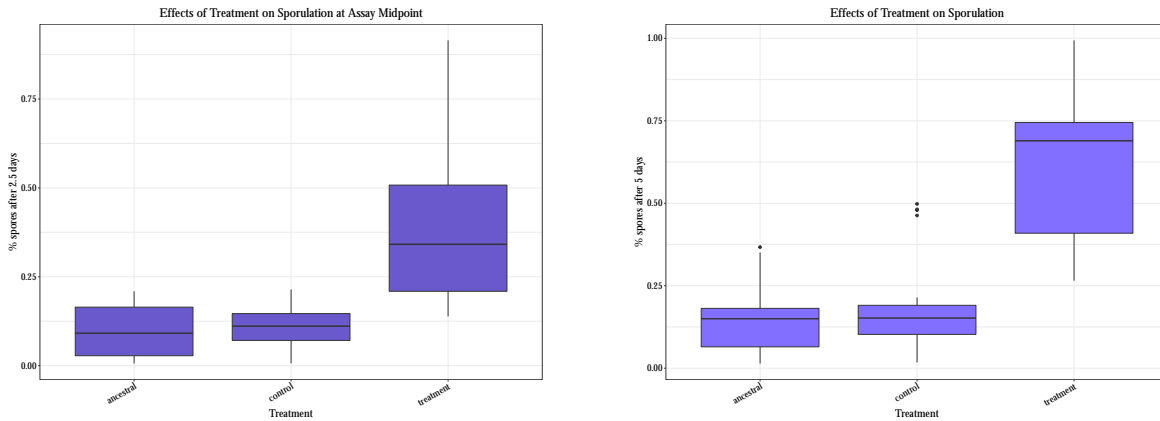 Effects of Treatment on Sporulation at Assay Midpoint
% spores after 2.5 days
0.75
0.50
0.25
0.00
ancestral
control
treatment
Treatment
Effects of Treatment on Sporulation
% spores after 5 days
1.00
0.75
0.50
0.25
0.00
ancestral
control
treatment
Treatment